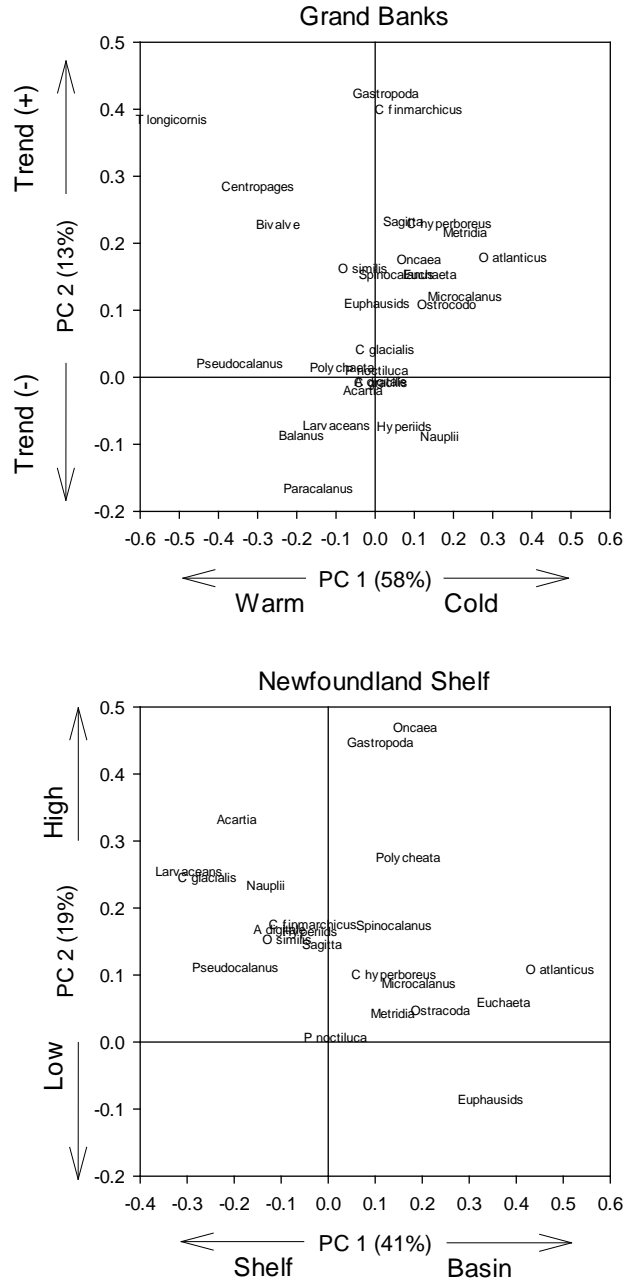 Grand Banks
0.5
Gastropoda
C finmarchicus
0.4
T longicornis
Trend (+)
0.3
Centropages
Bivalve
Sagitta
C hyperboreus
Metridia
0.2
Oncaea
O atlanticus
O similis
Spinocalanus
Euchaeta
PC 2 (13%)
Microcalanus
Euphausids
Ostrocodo
0.1
C glacialis
Pseudocalanus
Polychaeta
P noctiluca
0.0
Acartia
Trend (-)
Larvaceans
Hyperiids
Balanus
Nauplii
-0.1
Paracalanus
-0.2
-0.6 -0.5 -0.4 -0.3 -0.2 -0.1 0.0 0.1 0.2 0.3 0.4 0.5 0.6
PC 1 (58%)
Warm Cold
Newfoundland Shelf
0.5
Oncaea
Gastropoda
0.4
High
Acartia
0.3
Polycheata
Larvaceans
C glacialis
Nauplii
0.2
C finmarchicus
Spinocalanus
A digitale
Hyperiids
O similis
Sagitta
PC 2 (19%)
Pseudocalanus
O atlanticus
C hyperboreus
0.1
Microcalanus
Euchaeta
Metridia
Ostracoda
P noctiluca
0.0
Low
Euphausids
-0.1
-0.2
-0.4 -0.3 -0.2 -0.1 0.0 0.1 0.2 0.3 0.4 0.5 0.6
PC 1 (41%)
Shelf Basin